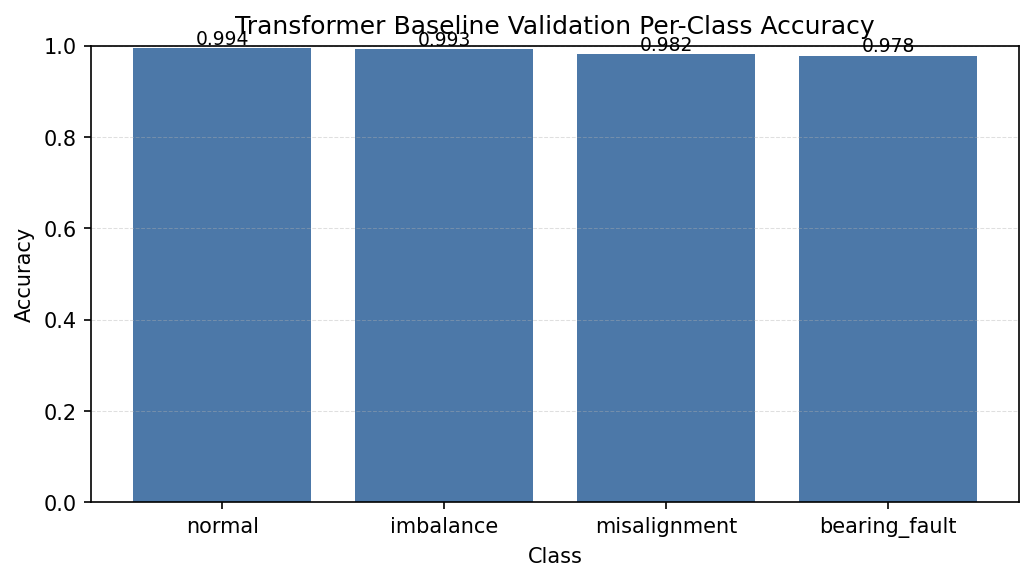 Transformer Baseline Validation Per-Class Accuracy
0.994 0.993 0.982 0.978
1.0
0.8
0.6
0.4
0.2
0.0
Accuracy
normal imbalance misalignment bearing_fault
Class